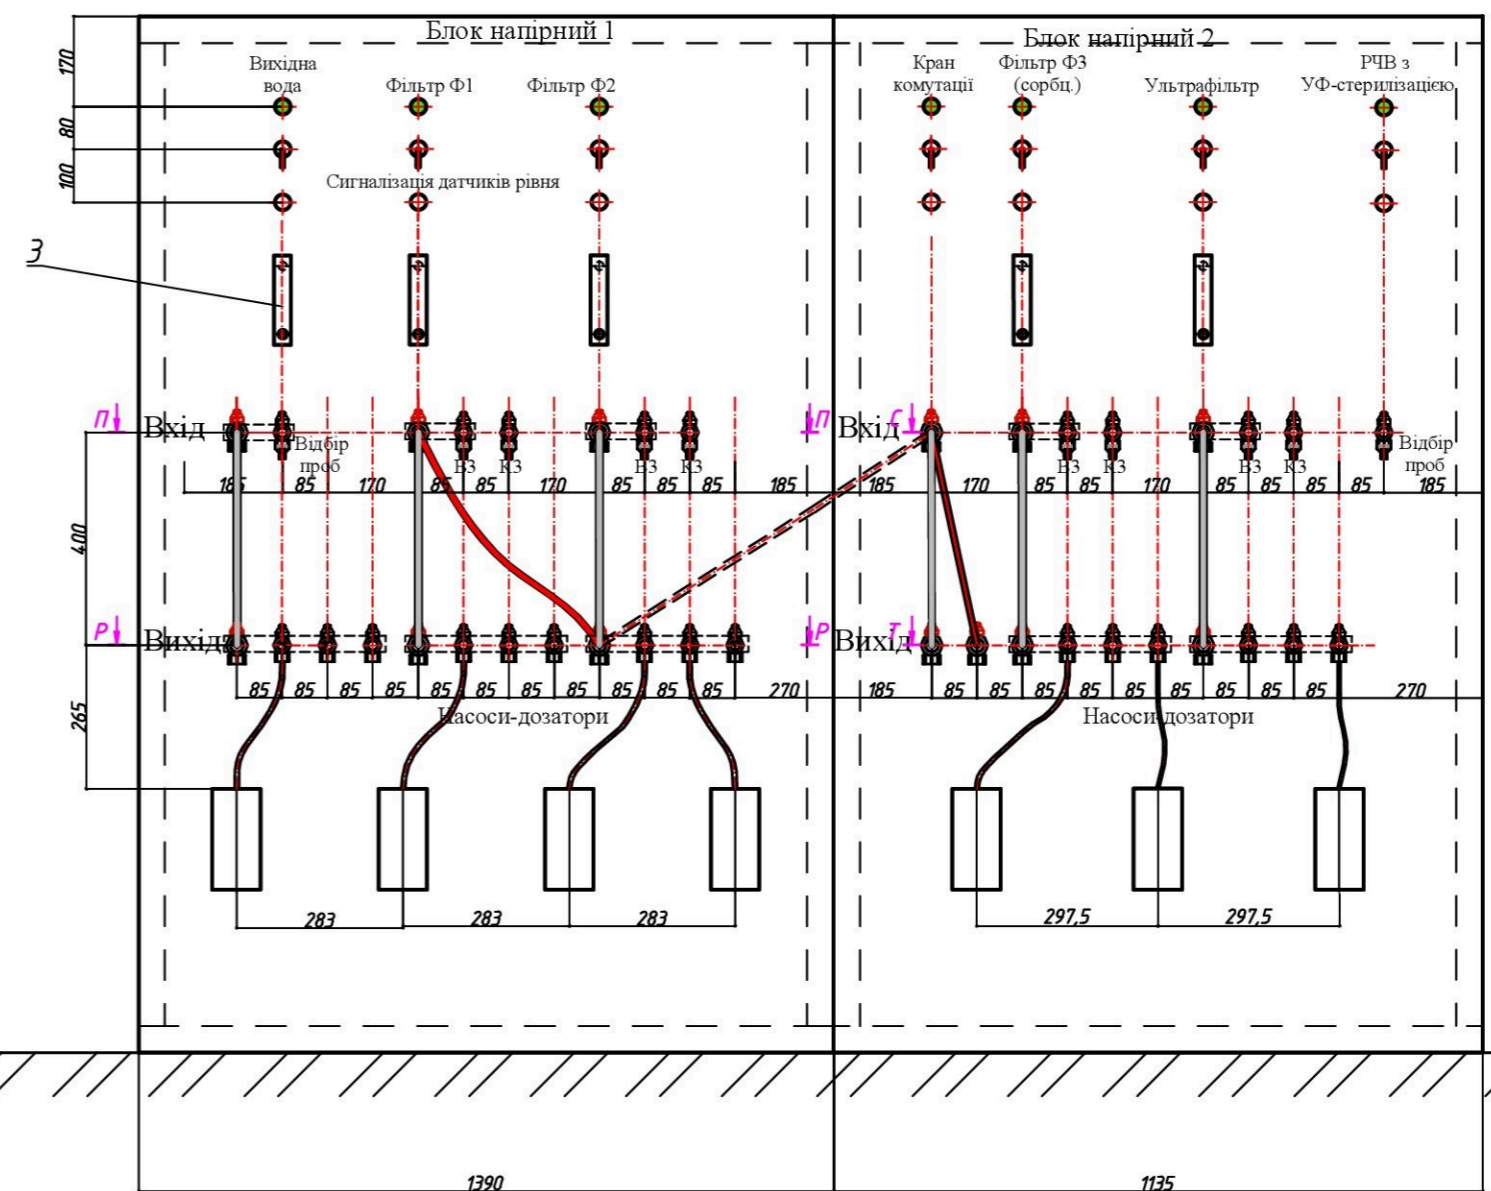 Блок напірний 1
Блок напірний 2
170
Вихідна
вода
Фільтр Ф1
Фільтр Ф2
Кран
комутації
Фільтр Ф3
(сорбц.)
Ультрафільтр
РЧВ з
УФ-стерилізацією
80
100
Сигналізація датчиків рівня
3
П
Вхід
П
Вхід
С
Відбір
проб
В3
К3
В3
К3
В3
К3
В3
К3
Відбір
проб
185
85
170
85
85
170
85
85
85
185
185
170
85
85
170
85
85
85
85
185
400
Р
Вихід
Р
Вихід
Т
85
85
85
85
85
85
85
85
85
85
85
270
185
85
85
85
85
85
85
85
85
85
270
265
Насоси-дозатори
Насоси-дозатори
283
283
283
297,5
297,5
1390
1135